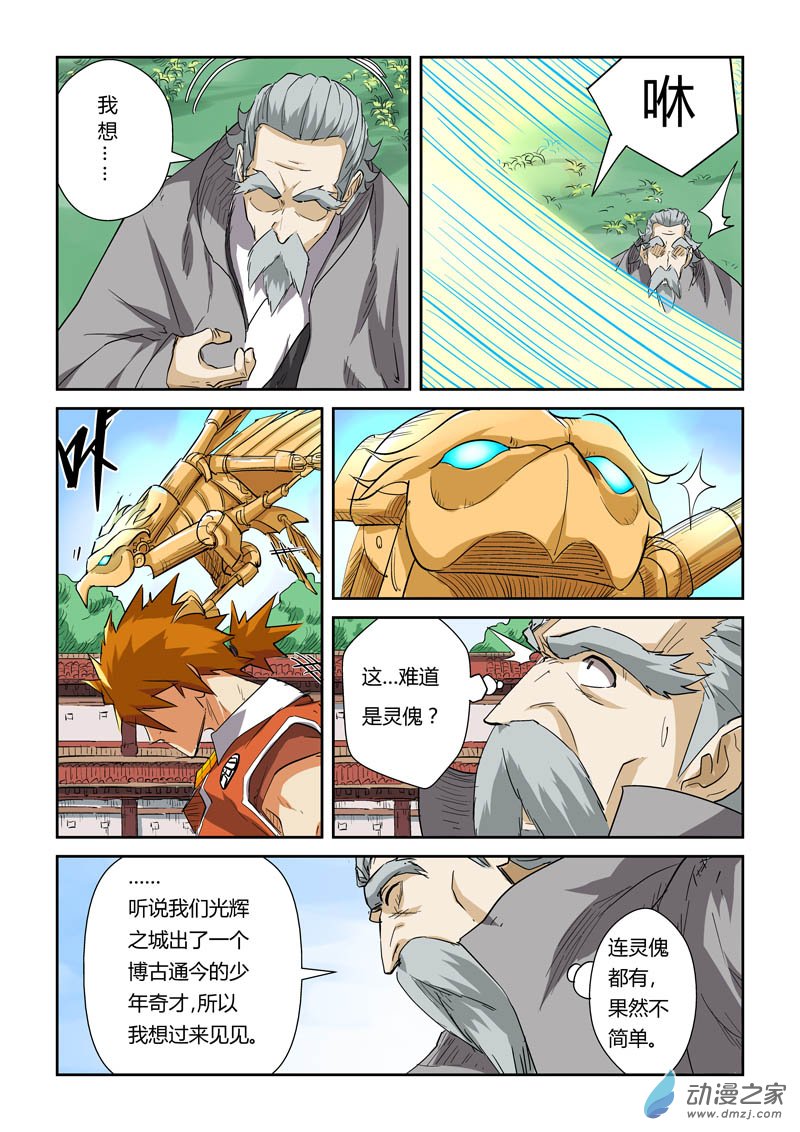 我
想
……
咻
咔
这...难道
是灵傀？
……
听说我们光辉
之城出了一个
博古通今的少
年奇才,所以
我想过来见见。
连灵傀
都有,
果然不
简单。
动漫之家
www.dmzj.com